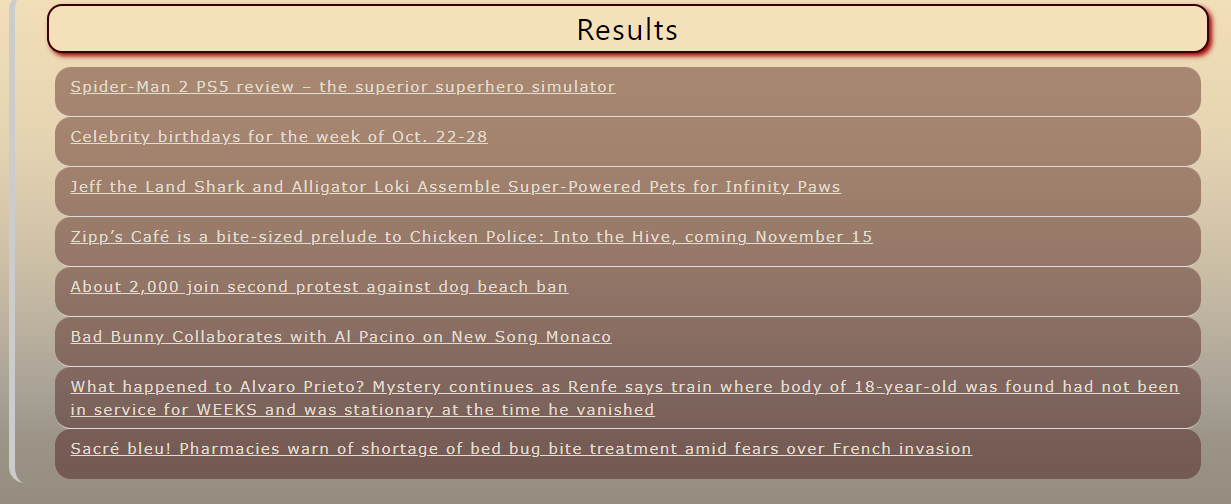 Results
Spider-Man 2 PS5 review – the superior superhero simulator
Celebrity birthdays for the week of Oct. 22-28
Jeff the Land Shark and Alligator Loki Assemble Super-Powered Pets for Infinity Paws
Zipp’s Café is a bite-sized prelude to Chicken Police: Into the Hive, coming November 15
About 2,000 join second protest against dog beach ban
Bad Bunny Collaborates with Al Pacino on New Song Monaco
What happened to Alvaro Prieto? Mystery continues as Renfe says train where body of 18-year-old was found had not been
in service for WEEKS and was stationary at the time he vanished
Sacré bleu! Pharmacies warn of shortage of bed bug bite treatment amid fears over French invasion